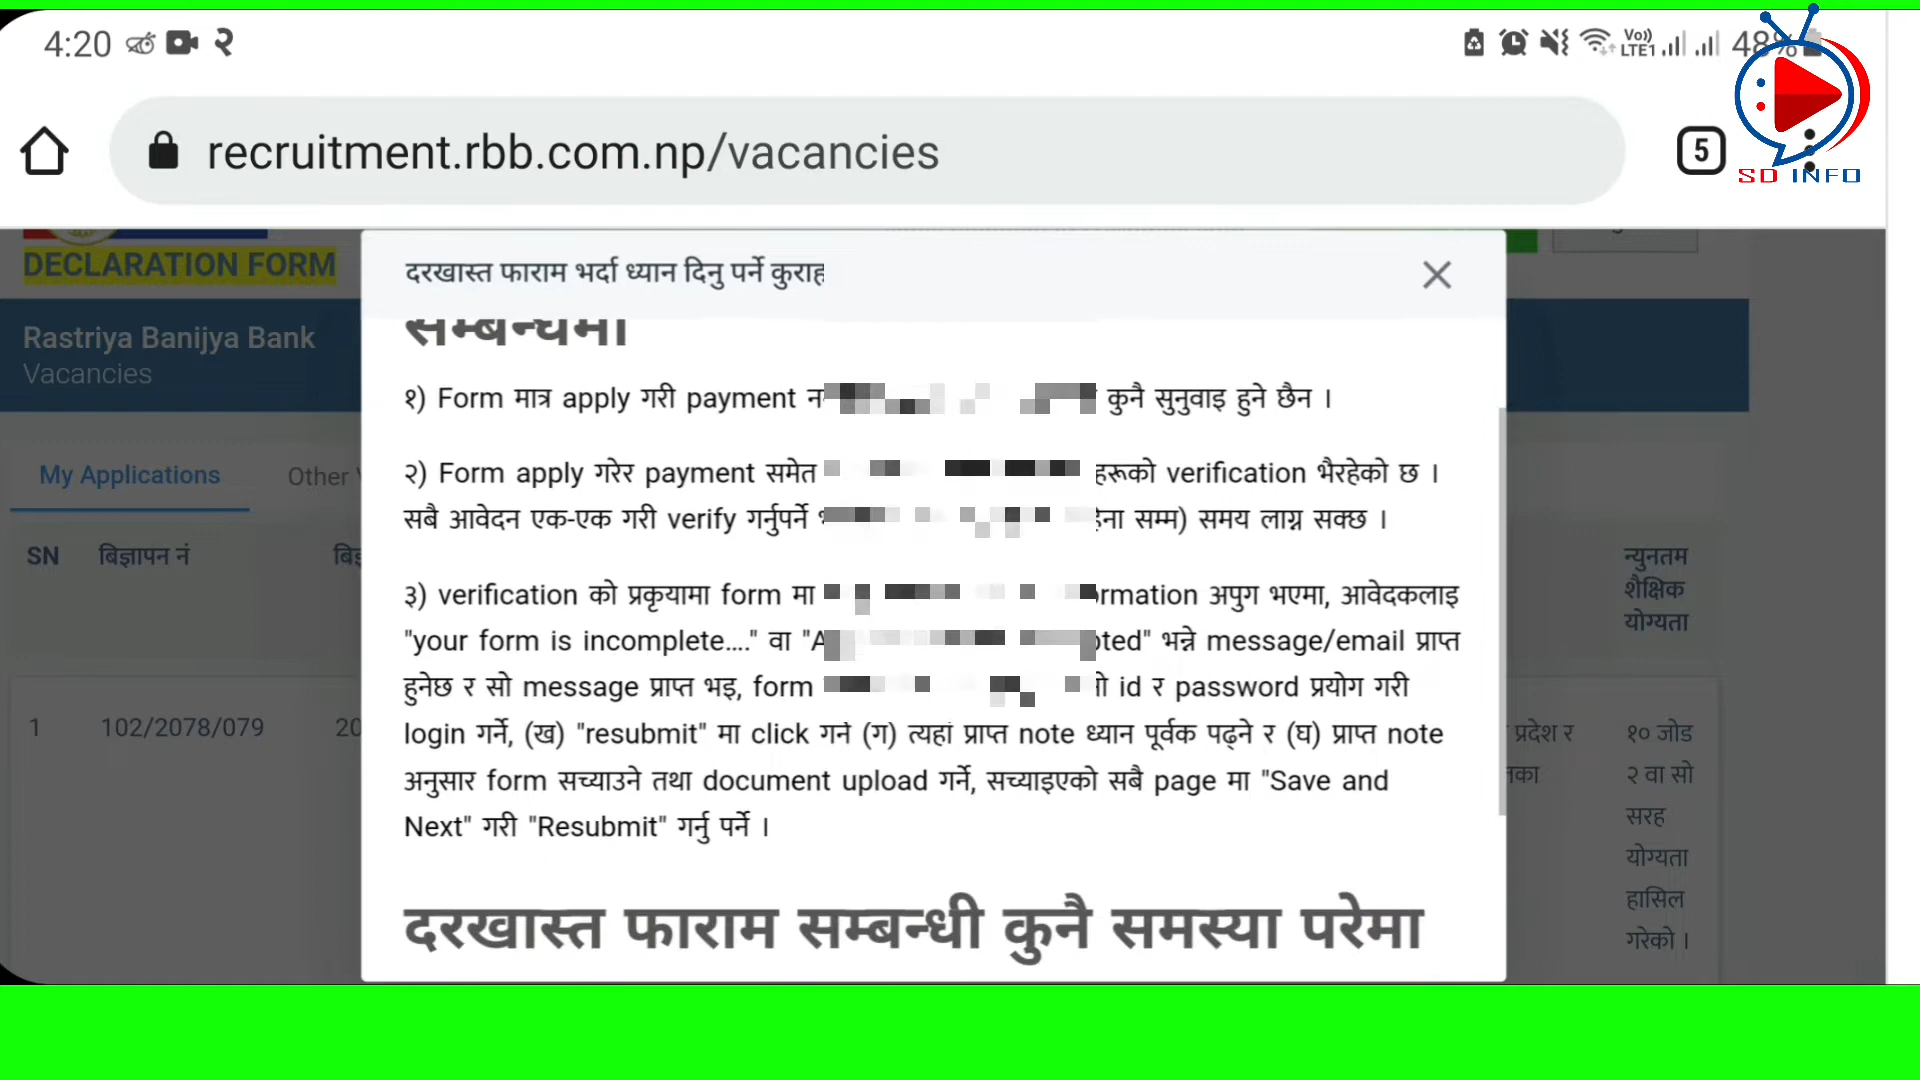 4:20 २ Vo)) LTE1 48%
recruitment.rbb.com.np/vacancies 5
SD INFO
DECLARATION FORM
दरखास्त फाराम भर्दा ध्यान दिनु पर्ने कुराह
Rastriya Banijya Bank
Vacancies
सम्बन्धमा
१) Form मात्र apply गरी payment कुनै सुनुवाइ हुने छैन ।
My Applications Other
२) Form apply गरेर payment समेत हरूको verification भैरहेको छ ।
सबै आवेदन एक-एक गरी verify गर्नुपर्ने सम्म) समय लाग्न सक्छ ।
SN बिज्ञापन नं
न्युनतम
शैक्षिक
योग्यता
३) verification को प्रकृयामा form मा अपुग भएमा, आवेदकलाइ
"your form is incomplete...." वा भन्ने message/email प्राप्त
हुनेछ र सो message प्राप्त भइ, form id र password प्रयोग गरी
login गर्ने, (ख) "resubmit" मा click गर्ने (ग) त्यहां प्राप्त note ध्यान पूर्वक पढ्ने र (घ) प्राप्त note
अनुसार form सच्याउने तथा document upload गर्ने, सच्याइएको सबै page मा "Save and
Next" गरी "Resubmit" गर्नु पर्ने ।
1 102/2078/079 20 प्रदेश र
१० जोड
२ वा सो
सरह
योग्यता
हासिल
गरेको ।
दरखास्त फाराम सम्बन्धी कुनै समस्या परेमा